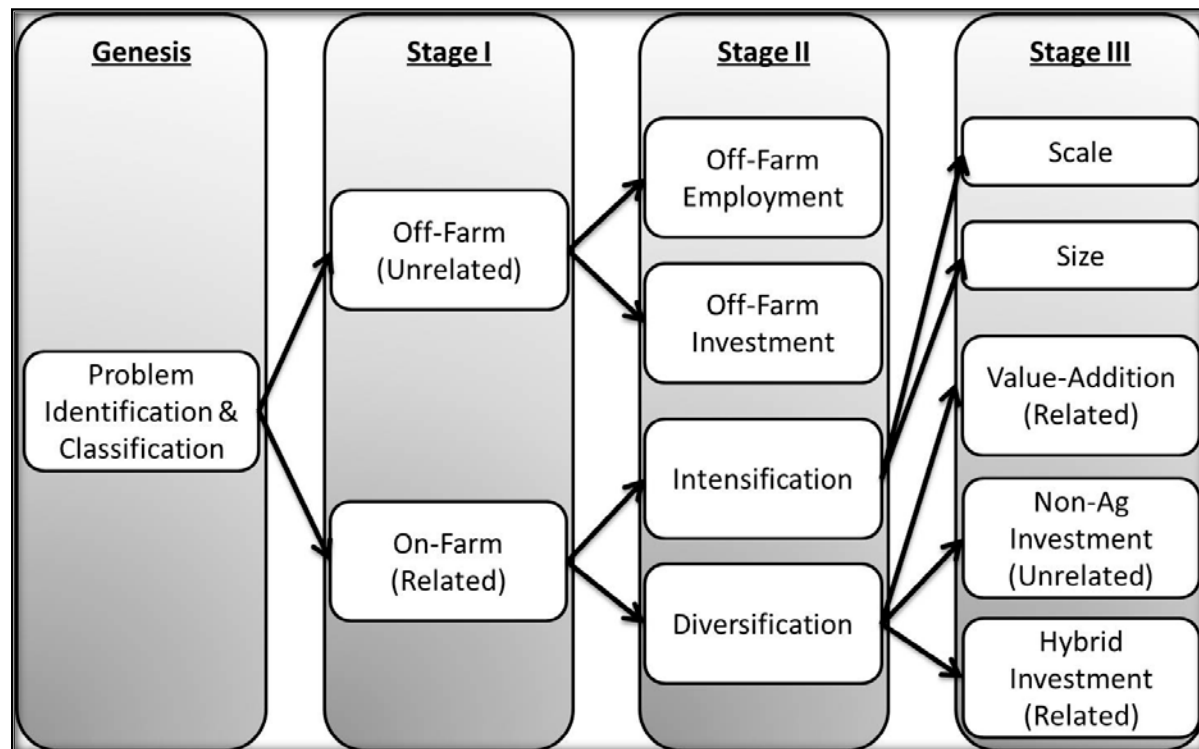 Genesis
Problem
Identification &
Classification
Stage I
Off-Farm
(Unrelated)
On-Farm
(Related)
Stage II
Off-Farm
Employment
Off-Farm
Investment
Intensification
Diversification
Stage III
Scale
Size
Value-Addition
(Related)
Non-Ag
Investment
(Unrelated)
Hybrid
Investment
(Related)